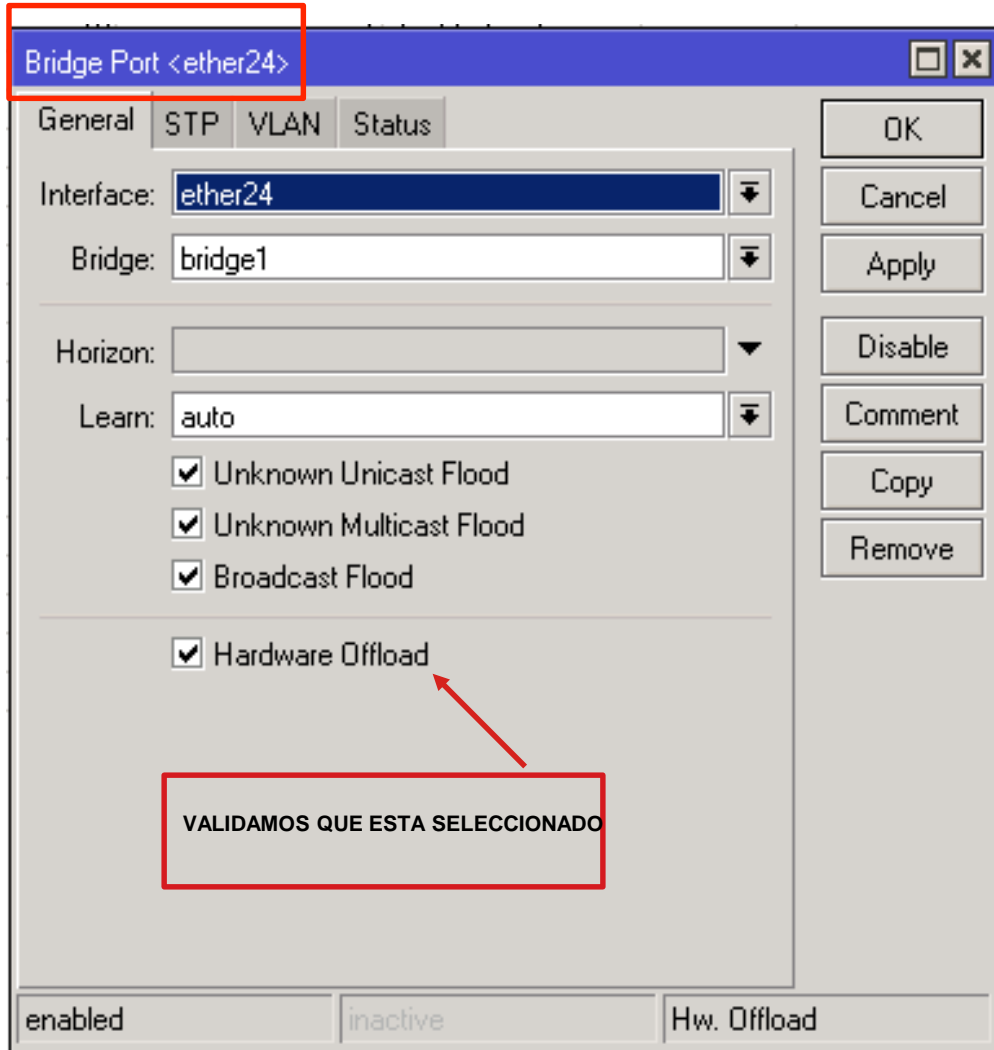 Bridge Port <ether24>
General STP VLAN Status
OK
Interface: ether24
Cancel
Bridge: bridge1
Apply
Horizon:
Disable
Learn: auto
Comment
Unknown Unicast Flood
Copy
Unknown Multicast Flood
Remove
Broadcast Flood
Hardware Offload
VALIDAMOS QUE ESTA SELECCIONADO
enabled inactive Hw. Offload